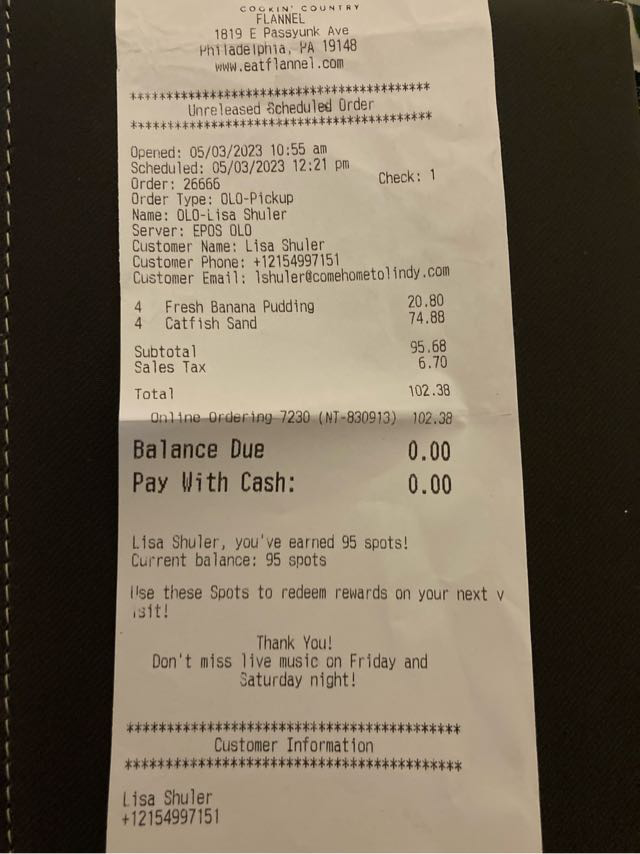 COOKIN' COUNTRY
FLANNEL
1819 E Passyunk Ave
Philadelphia, PA 19148
www.eatflannel.com
****************************************
Unreleased Scheduled Order
****************************************
Opened: 05/03/2023 10:55 am
Scheduled: 05/03/2023 12:21 pm
Order: 26666 Check: 1
Order Type: OLO-Pickup
Name: OLO-Lisa Shuler
Server: EPOS OLO
Customer Name: Lisa Shuler
Customer Phone: +12154997151
Customer Email: lshuler@comehometolindy.com
4 Fresh Banana Pudding 20.80
4 Catfish Sand 74.88
Subtotal 95.68
Sales Tax 6.70
Total 102.38
Online Ordering 7230 (NT-830913) 102.38
Balance Due 0.00
Pay With Cash: 0.00
Lisa Shuler, you've earned 95 spots!
Current balance: 95 spots
Use these Spots to redeem rewards on your next v
isit!
Thank You!
Don't miss live music on Friday and
Saturday night!
****************************************
Customer Information
****************************************
Lisa Shuler
+12154997151